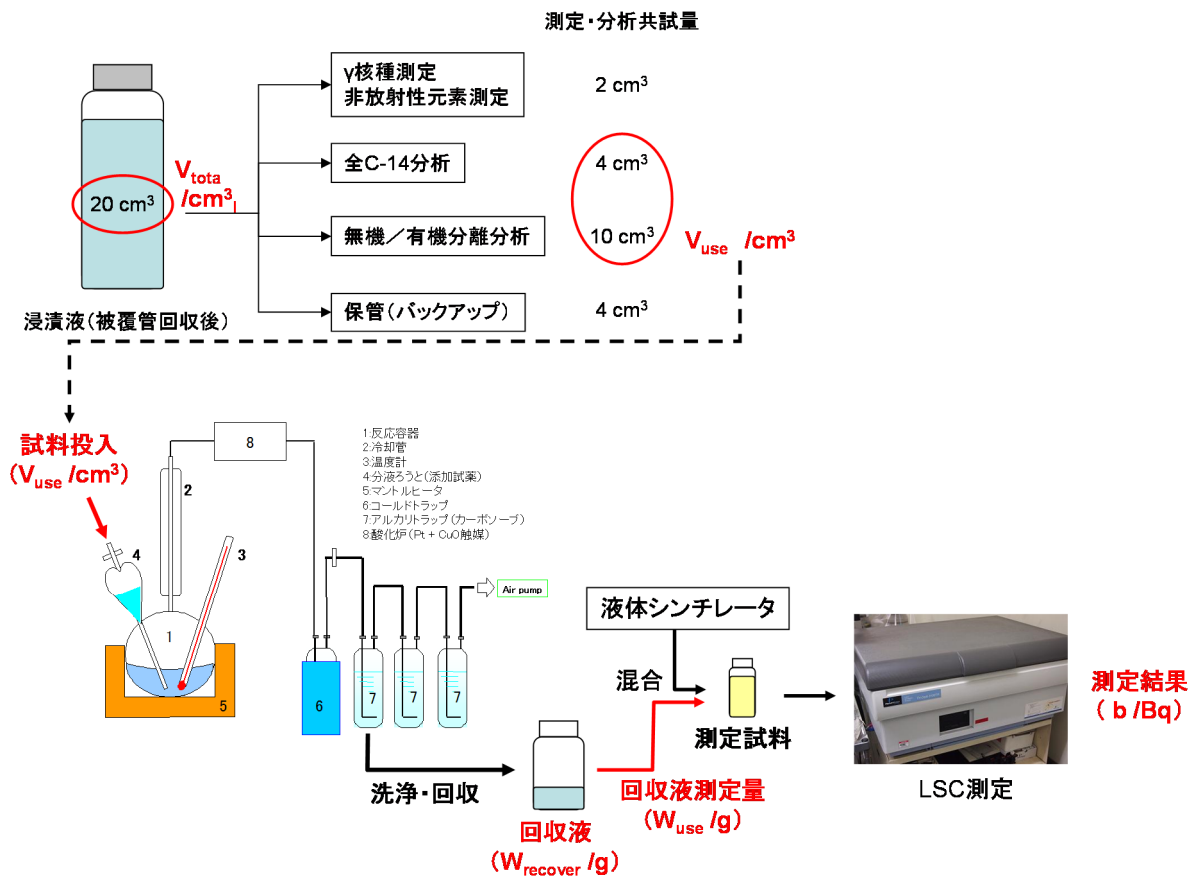 測定・分析共試量
γ核種測定
非放射性元素測定
2 cm³
全C-14分析
4 cm³
V_tota
/cm³
20 cm³
無機／有機分離分析
10 cm³
V_use /cm³
保管（バックアップ）
4 cm³
浸漬液（被覆管回収後）
試料投入
（V_use /cm³）
8
2
4
3
1
5
6
7
7
7
1:反応容器
2:冷却管
3:温度計
4:分液ろうと（添加試薬）
5:マントルヒータ
6:コールドトラップ
7:アルカリトラップ（カーボソーブ）
8:酸化炉（Pt + CuO触媒）
Air pump
液体シンチレータ
混合
測定試料
測定結果
（ b /Bq）
LSC測定
洗浄・回収
回収液
（W_recover /g）
回収液測定量
（W_use /g）